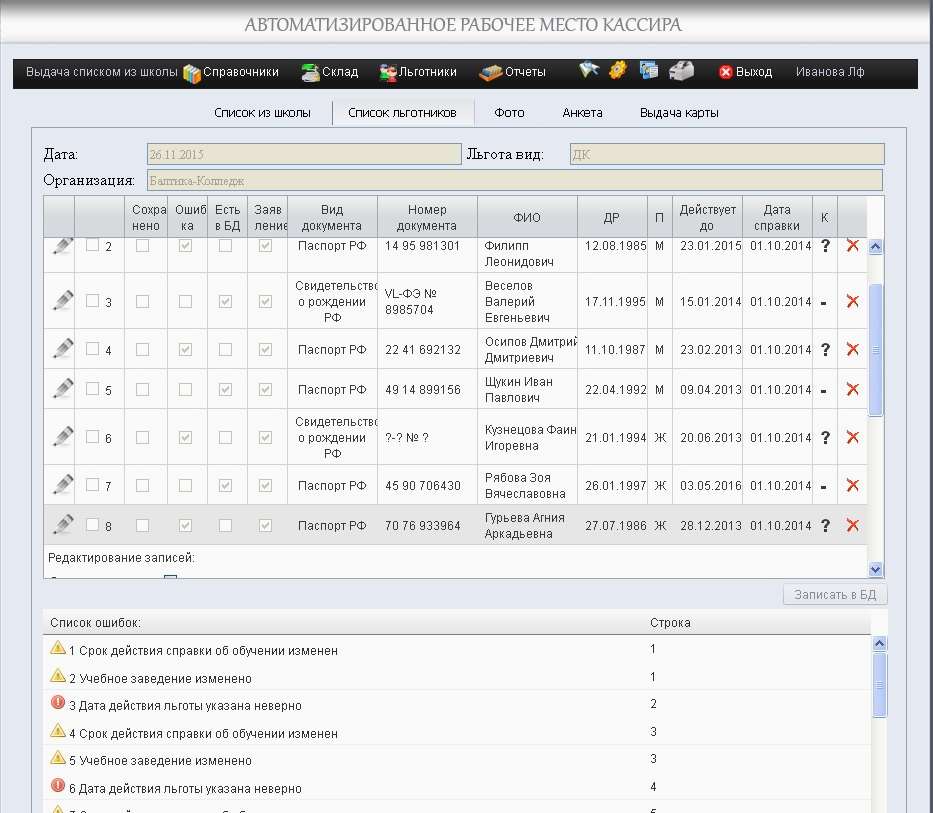 АВТОМАТИЗИРОВАННОЕ РАБОЧЕЕ МЕСТО КАССИРА
Выдача списком из школы Справочники Склад Льготники Отчеты Выход Иванова Лф
Список из школы Список льготников Фото Анкета Выдача карты
Дата: 26.11.2015 Льгота вид: ДК
Организация: Балтика-Колледж
Сохра Ошиб Есть Заяв Вид Номер ФИО ДР П Действует Дата К
нено ка в БД ление документа документа до справки
2 Паспорт РФ 14 95 981301 Филипп 12.08.1985 М 23.01.2015 01.10.2014 ?
Леонидович
Свидетельство Веселов
3 о рождении VL-ФЭ № Валерий 17.11.1995 М 15.01.2014 01.10.2014 -
РФ 8985704 Евгеньевич
4 Паспорт РФ 22 41 692132 Осипов Дмитрий 11.10.1987 М 23.02.2013 01.10.2014 ?
Дмитриевич
5 Паспорт РФ 49 14 899156 Щукин Иван 22.04.1992 М 09.04.2013 01.10.2014 -
Павлович
Свидетельство
6 о рождении ?-? № ? Кузнецова Фаин 21.01.1994 Ж 20.06.2013 01.10.2014 ?
РФ Игоревна
7 Паспорт РФ 45 90 706430 Рябова Зоя 26.01.1997 Ж 03.05.2016 01.10.2014 -
Вячеславовна
8 Паспорт РФ 70 76 933964 Гурьева Агния 27.07.1986 Ж 28.12.2013 01.10.2014 ?
Аркадьевна
Редактирование записей:
Записать в БД
Список ошибок: Строка
1 Срок действия справки об обучении изменен 1
2 Учебное заведение изменено 1
3 Дата действия льготы указана неверно 2
4 Срок действия справки об обучении изменен 3
5 Учебное заведение изменено 3
6 Дата действия льготы указана неверно 4